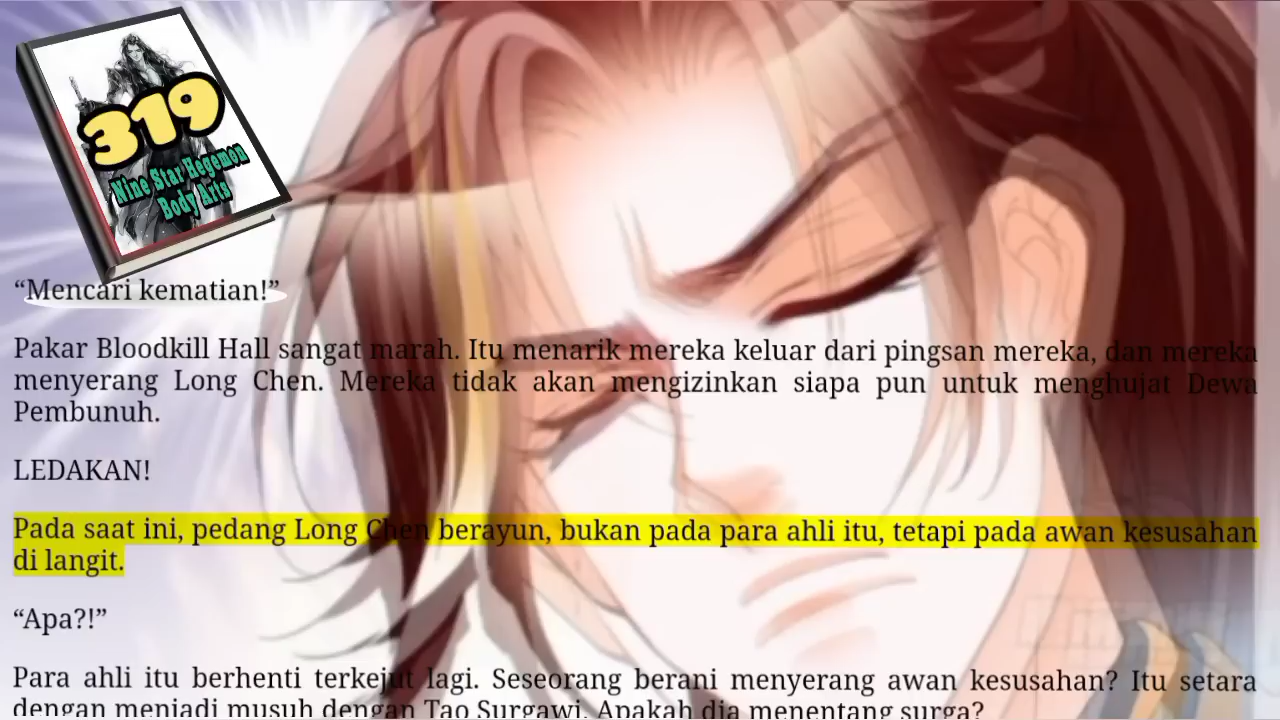 319
Nine Star Hegemon
Body Arts
“Mencari kematian!”
Pakar Bloodkill Hall sangat marah. Itu menarik mereka keluar dari pingsan mereka, dan mereka
menyerang Long Chen. Mereka tidak akan mengizinkan siapa pun untuk menghujat Dewa
Pembunuh.
LEDAKAN!
Pada saat ini, pedang Long Chen berayun, bukan pada para ahli itu, tetapi pada awan kesusahan
di langit.
“Apa?!”
Para ahli itu berhenti terkejut lagi. Seseorang berani menyerang awan kesusahan? Itu setara
dengan menjadi musuh dengan Tao Surgawi. Apakah dia menentang surga?